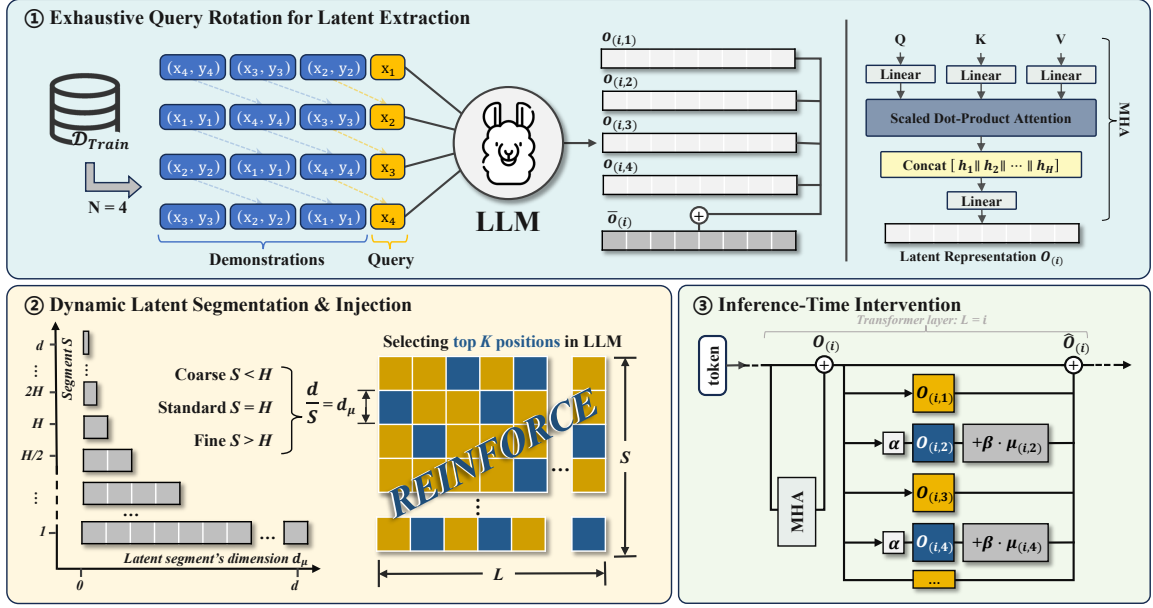 ① Exhaustive Query Rotation for Latent Extraction
D_Train
N = 4
(x₄, y₄) (x₃, y₃) (x₂, y₂) x₁
(x₁, y₁) (x₄, y₄) (x₃, y₃) x₂
(x₂, y₂) (x₁, y₁) (x₄, y₄) x₃
(x₃, y₃) (x₂, y₂) (x₁, y₁) x₄
Demonstrations
Query
LLM
o₍ᵢ,₁₎
o₍ᵢ,₂₎
o₍ᵢ,₃₎
o₍ᵢ,₄₎
o̅₍ᵢ₎
+
Q K V
Linear Linear Linear
Scaled Dot-Product Attention
Concat [ h₁ ‖ h₂ ‖ ⋯ ‖ h_H ]
Linear
MHA
Latent Representation O₍ᵢ₎
② Dynamic Latent Segmentation & Injection
Segment S
d
...
2H
H
H/2
...
1
...
...
Latent segment's dimension d_μ
0
d
Coarse S < H
Standard S = H
Fine S > H
d/S = d_μ
Selecting top K positions in LLM
REINFORCE
...
...
...
S
L
③ Inference-Time Intervention
Transformer layer: L = i
token
O₍ᵢ₎
Ô₍ᵢ₎
+
+
MHA
O₍ᵢ,₁₎
α O₍ᵢ,₂₎ +β · μ₍ᵢ,₂₎
O₍ᵢ,₃₎
α O₍ᵢ,₄₎ +β · μ₍ᵢ,₄₎
...